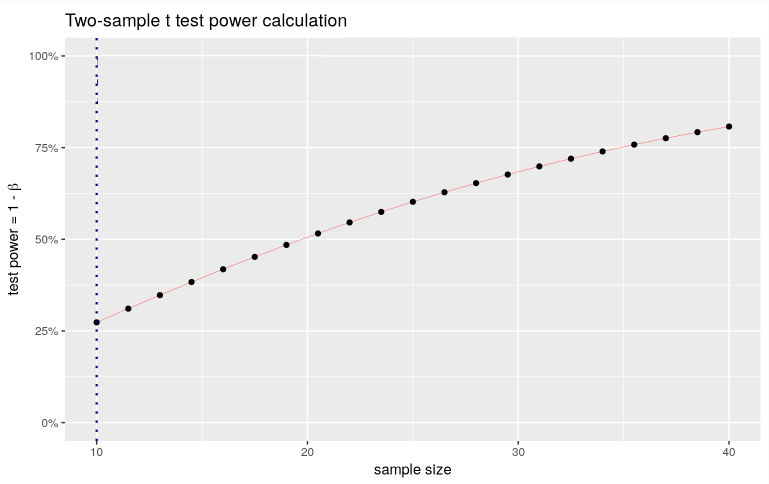 Two-sample t test power calculation
100%
75%
50%
25%
0%
test power = 1 - β
10 20 30 40
sample size